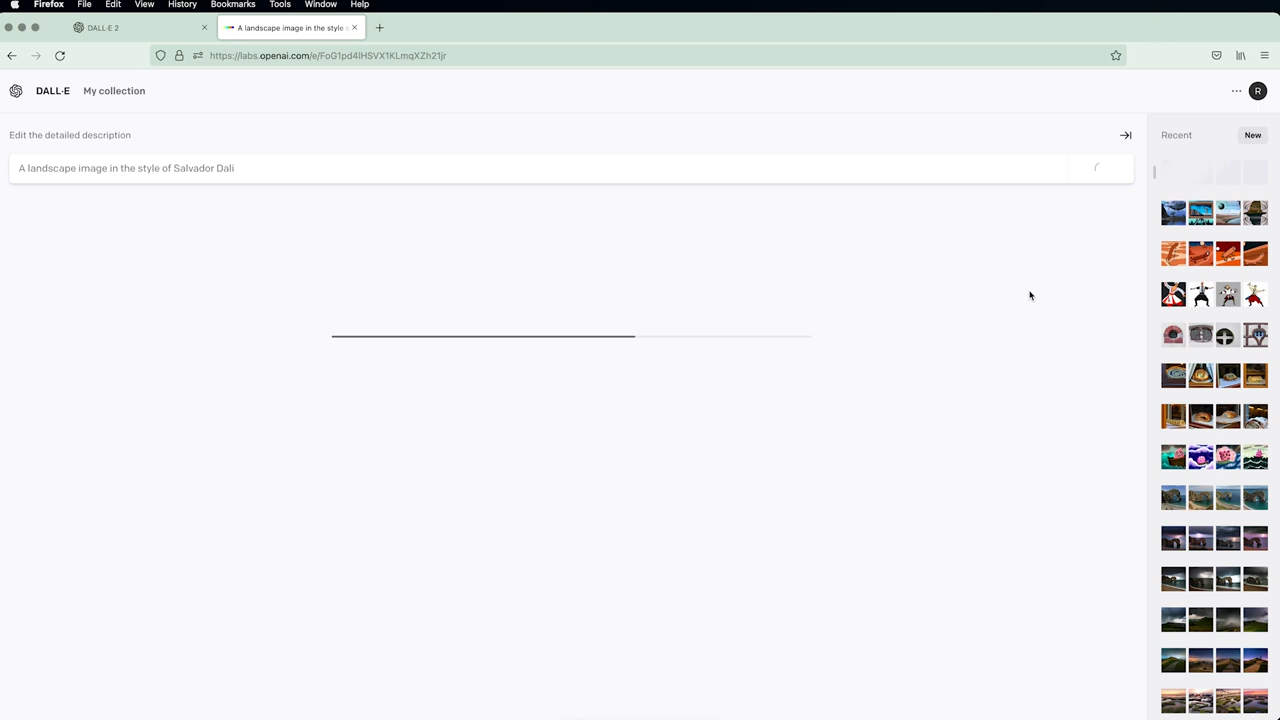 Firefox File Edit View History Bookmarks Tools Window Help
DALL·E 2
A landscape image in the style o
https://labs.openai.com/e/FoG1pd4lHSVX1KLmqXZh21jr
DALL·E My collection
R
Edit the detailed description
Recent New
A landscape image in the style of Salvador Dali